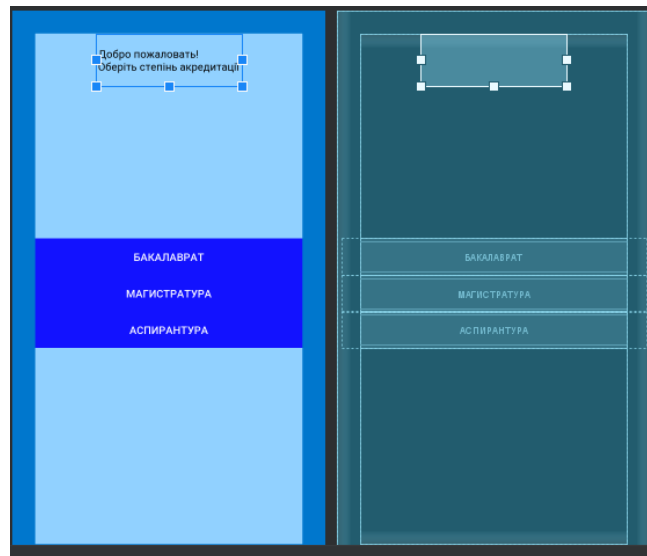 Добро пожаловать!
Оберіть степінь акредитації
БАКАЛАВРАТ
МАГИСТРАТУРА
АСПИРАНТУРА
БАКАЛАВРАТ
МАГИСТРАТУРА
АСПИРАНТУРА